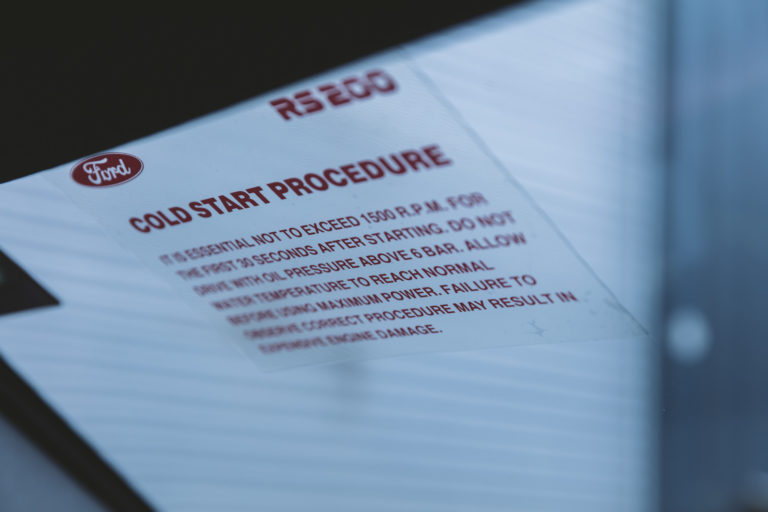 RS200
Ford
COLD START PROCEDURE
IT IS ESSENTIAL NOT TO EXCEED 1500 R.P.M. FOR
THE FIRST 30 SECONDS AFTER STARTING. DO NOT
DRIVE WITH OIL PRESSURE ABOVE 6 BAR. ALLOW
WATER TEMPERATURE TO REACH NORMAL
BEFORE USING MAXIMUM POWER. FAILURE TO
OBSERVE CORRECT PROCEDURE MAY RESULT IN
EXPENSIVE ENGINE DAMAGE.